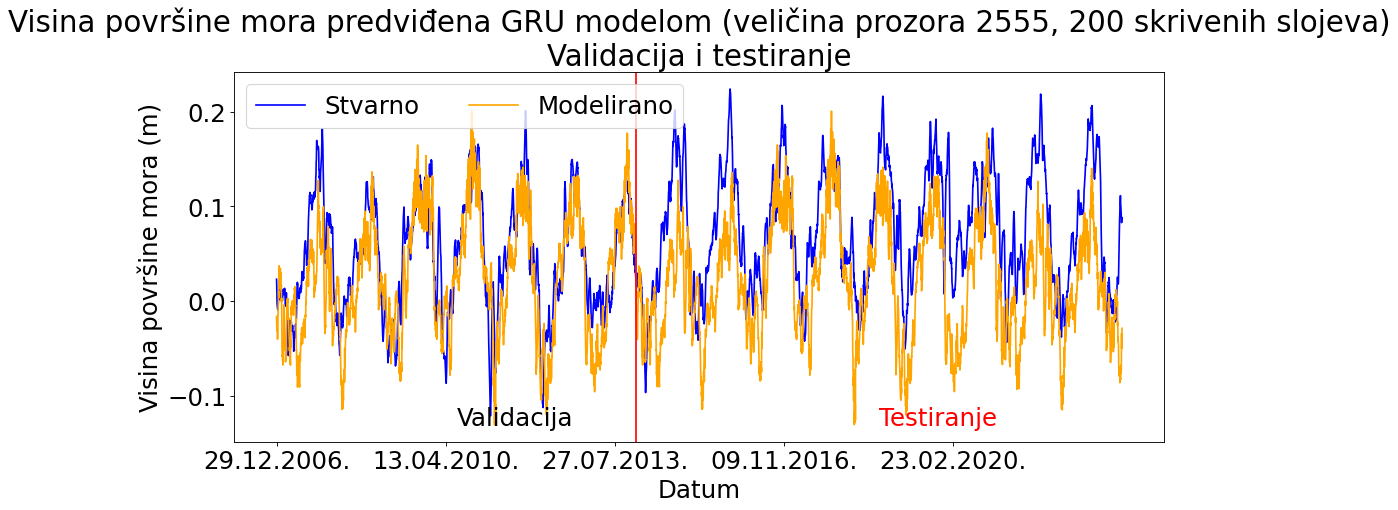 Visina površine mora predviđena GRU modelom (veličina prozora 2555, 200 skrivenih slojeva)
Validacija i testiranje
Stvarno
Modelirano
Visina površine mora (m)
0.2
0.1
0.0
−0.1
Validacija
Testiranje
29.12.2006.
13.04.2010.
27.07.2013.
09.11.2016.
23.02.2020.
Datum